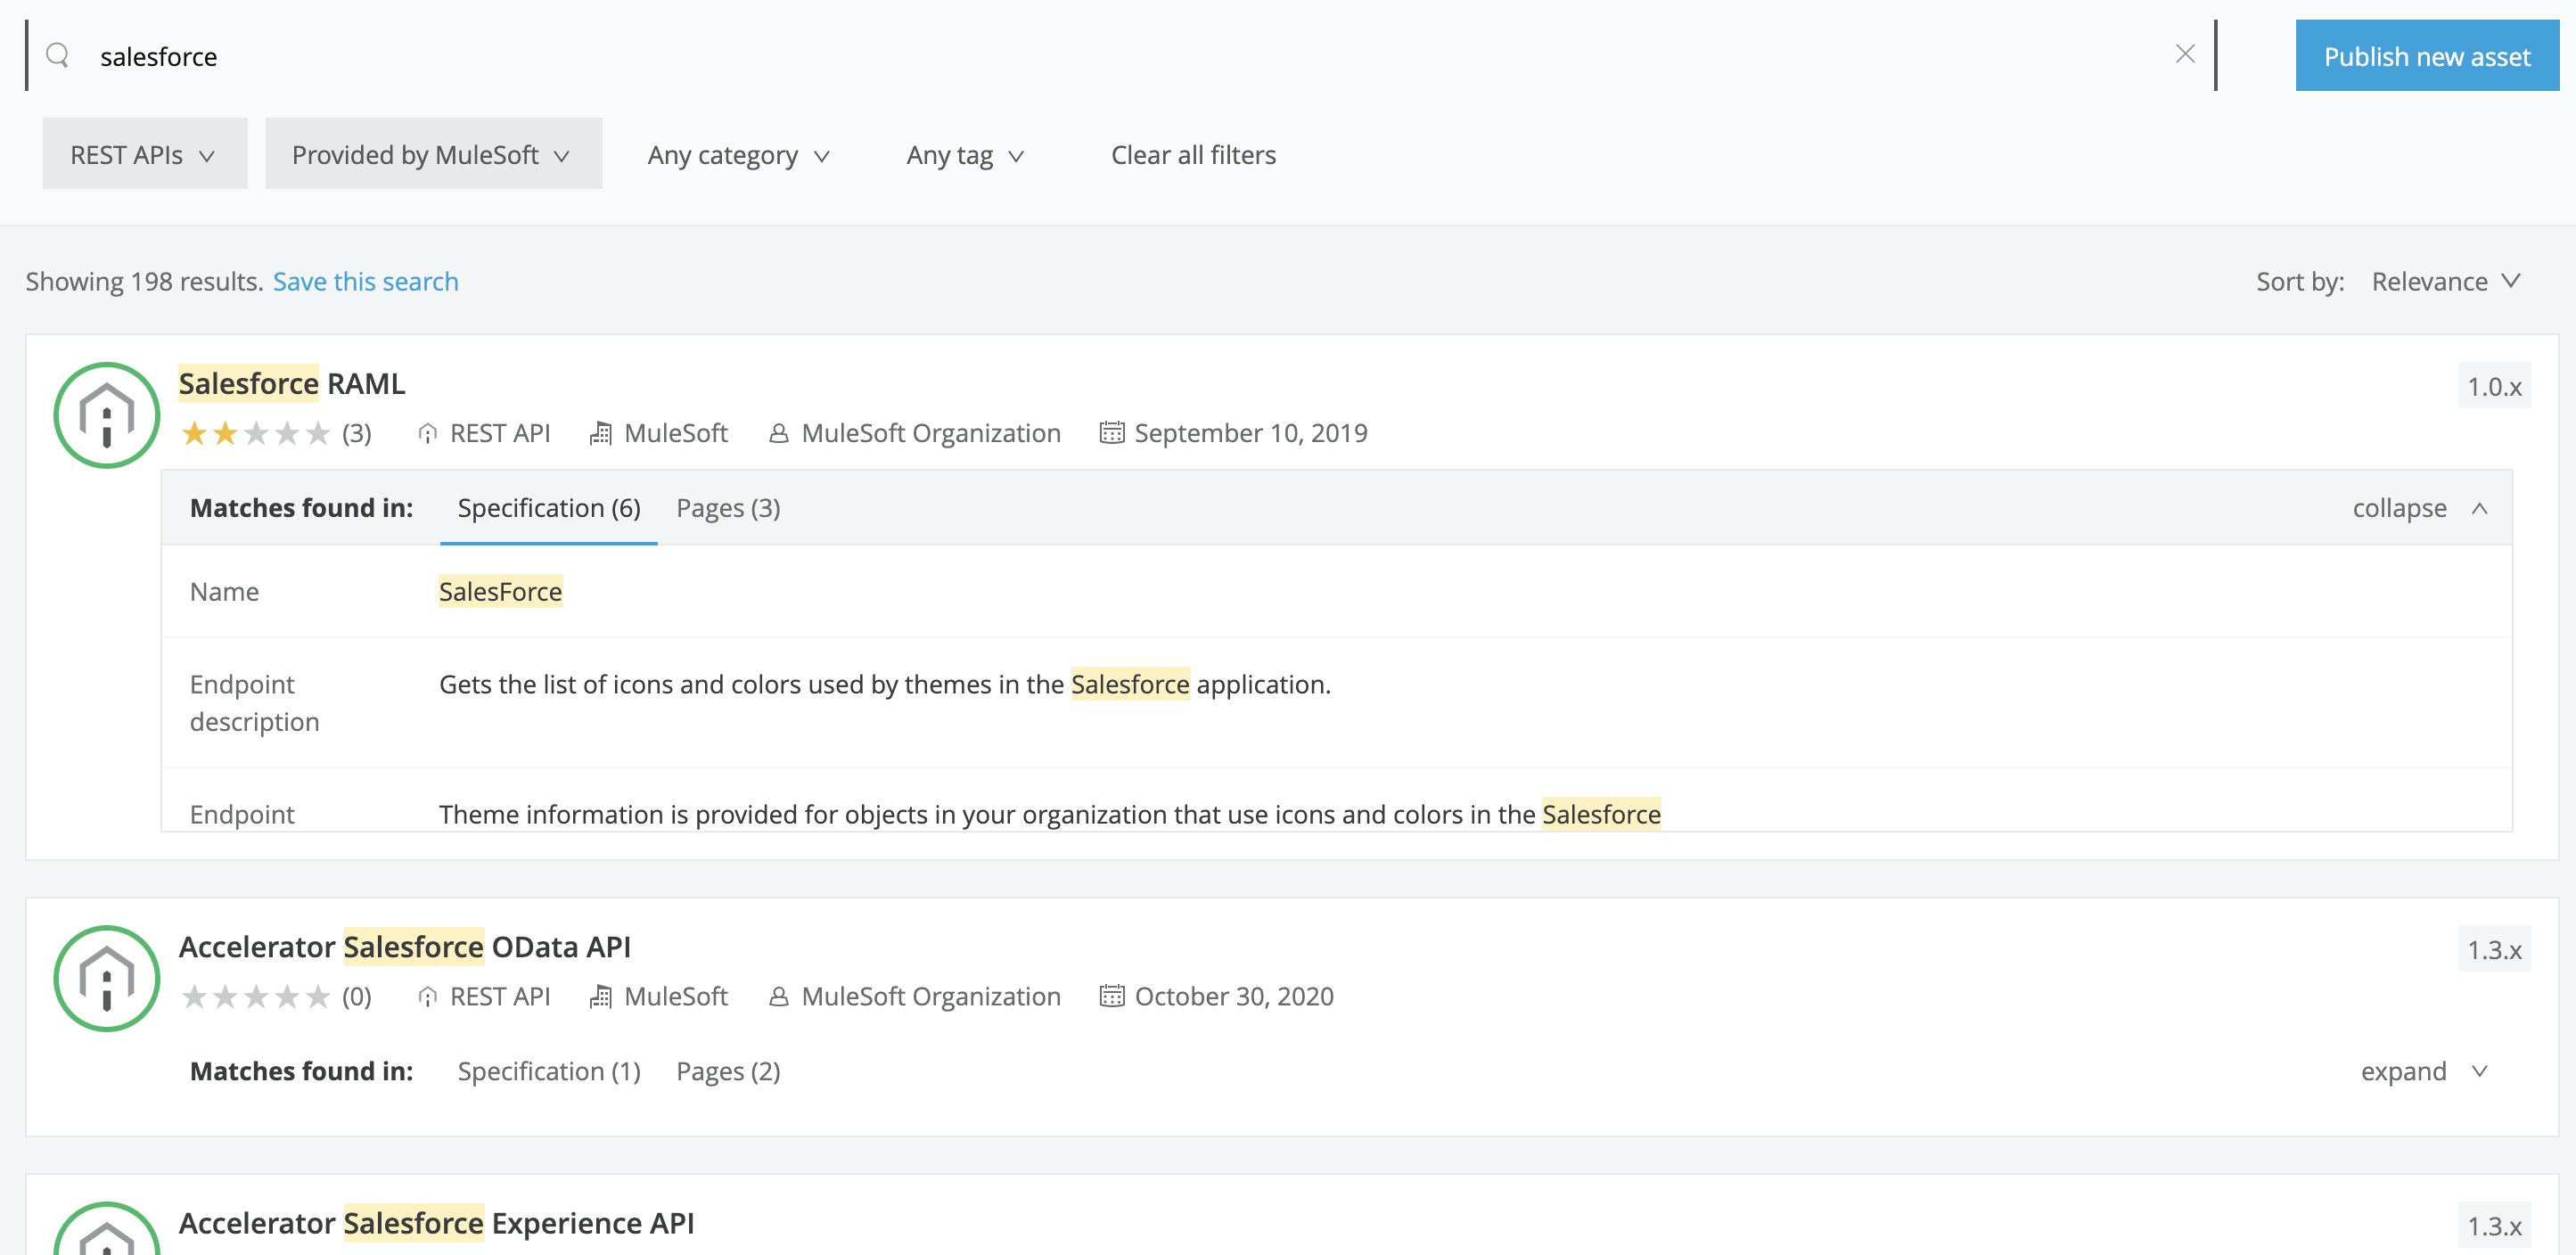 salesforce
Publish new asset
REST APIs Provided by MuleSoft Any category Any tag Clear all filters
Showing 198 results. Save this search Sort by: Relevance
Salesforce RAML 1.0.x
(3) REST API MuleSoft MuleSoft Organization September 10, 2019
Matches found in: Specification (6) Pages (3) collapse
Name SalesForce
Endpoint description Gets the list of icons and colors used by themes in the Salesforce application.
Endpoint Theme information is provided for objects in your organization that use icons and colors in the Salesforce
Accelerator Salesforce OData API 1.3.x
(0) REST API MuleSoft MuleSoft Organization October 30, 2020
Matches found in: Specification (1) Pages (2) expand
Accelerator Salesforce Experience API 1.3.x